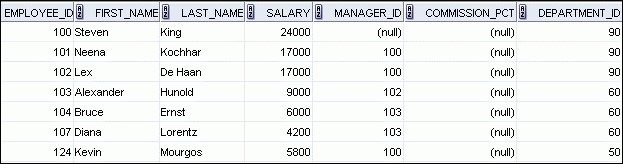 EMPLOYEE_ID FIRST_NAME LAST_NAME SALARY MANAGER_ID COMMISSION_PCT DEPARTMENT_ID
100 Steven King 24000 (null) (null) 90
101 Neena Kochhar 17000 100 (null) 90
102 Lex De Haan 17000 100 (null) 90
103 Alexander Hunold 9000 102 (null) 60
104 Bruce Ernst 6000 103 (null) 60
107 Diana Lorentz 4200 103 (null) 60
124 Kevin Mourgos 5800 100 (null) 50